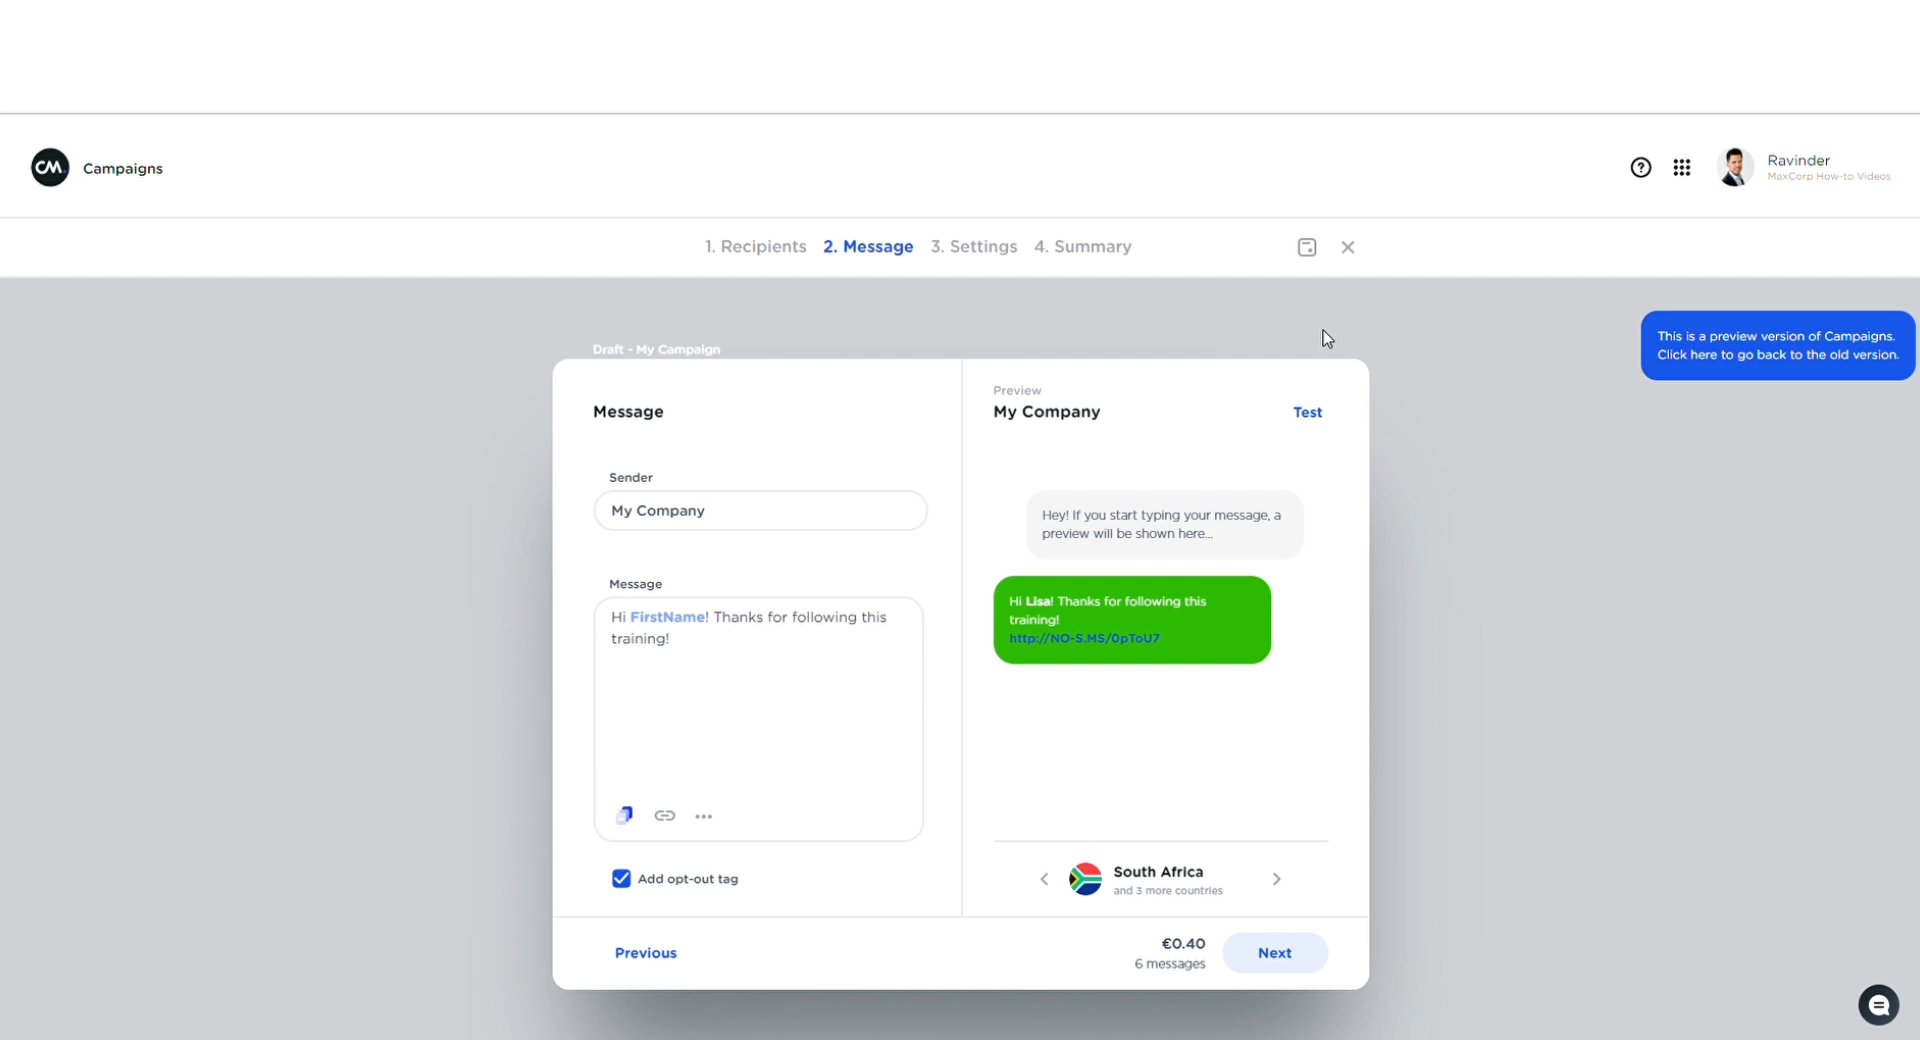 CM.
Campaigns
Ravinder
MaxCorp How-to Videos
1. Recipients 2. Message 3. Settings 4. Summary
This is a preview version of Campaigns.
Click here to go back to the old version.
Draft - My Campaign
Message
Sender
My Company
Message
Hi FirstName! Thanks for following this
training!
Add opt-out tag
Preview
My Company
Test
Hey! If you start typing your message, a
preview will be shown here...
Hi Lisa! Thanks for following this
training!
http://NO-S.MS/0pToU7
South Africa
and 3 more countries
Previous
€0.40
6 messages
Next